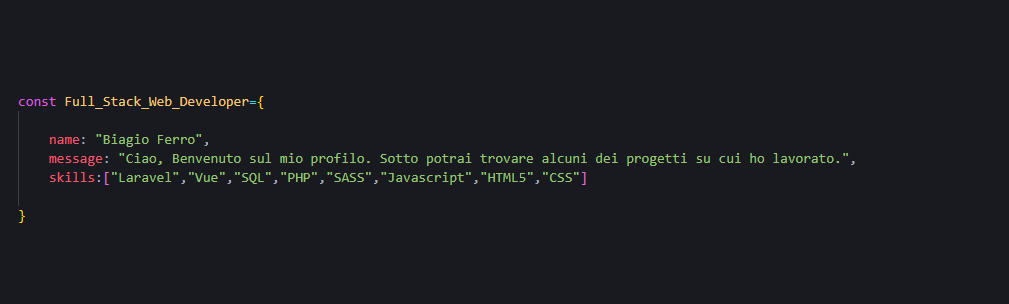 const Full_Stack_Web_Developer={
name: "Biagio Ferro",
message: "Ciao, Benvenuto sul mio profilo. Sotto potrai trovare alcuni dei progetti su cui ho lavorato.",
skills:["Laravel","Vue","SQL","PHP","SASS","Javascript","HTML5","CSS"]
}